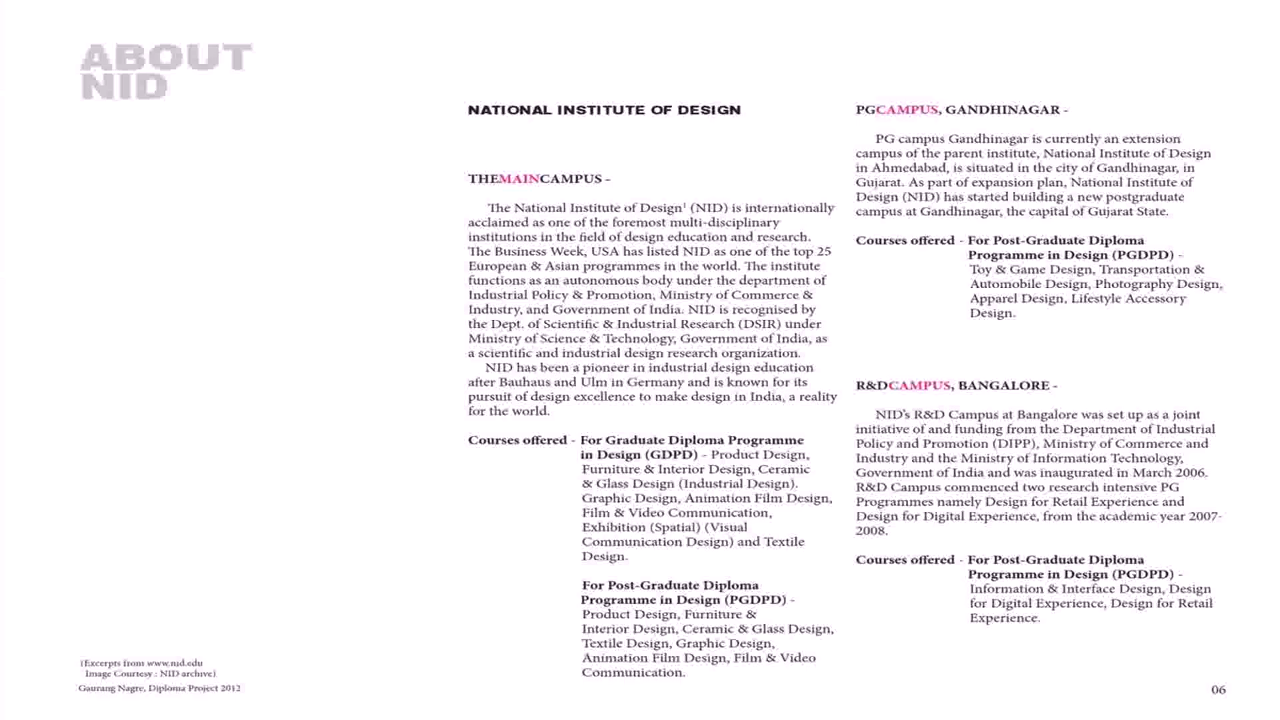 ABOUT
NID
NATIONAL INSTITUTE OF DESIGN
THEMAINCAMPUS -
The National Institute of Design¹ (NID) is internationally
acclaimed as one of the foremost multi-disciplinary
institutions in the field of design education and research.
The Business Week, USA has listed NID as one of the top 25
European & Asian programmes in the world. The institute
functions as an autonomous body under the department of
Industrial Policy & Promotion, Ministry of Commerce &
Industry, and Government of India. NID is recognised by
the Dept. of Scientific & Industrial Research (DSIR) under
Ministry of Science & Technology, Government of India, as
a scientific and industrial design research organization.
NID has been a pioneer in industrial design education
after Bauhaus and Ulm in Germany and is known for its
pursuit of design excellence to make design in India, a reality
for the world.
Courses offered - For Graduate Diploma Programme
in Design (GDPD) - Product Design,
Furniture & Interior Design, Ceramic
& Glass Design (Industrial Design).
Graphic Design, Animation Film Design,
Film & Video Communication,
Exhibition (Spatial) (Visual
Communication Design) and Textile
Design.
For Post-Graduate Diploma
Programme in Design (PGDPD) -
Product Design, Furniture &
Interior Design, Ceramic & Glass Design,
Textile Design, Graphic Design,
Animation Film Design, Film & Video
Communication.
PGCAMPUS, GANDHINAGAR -
PG campus Gandhinagar is currently an extension
campus of the parent institute, National Institute of Design
in Ahmedabad, is situated in the city of Gandhinagar, in
Gujarat. As part of expansion plan, National Institute of
Design (NID) has started building a new postgraduate
campus at Gandhinagar, the capital of Gujarat State.
Courses offered - For Post-Graduate Diploma
Programme in Design (PGDPD) -
Toy & Game Design, Transportation &
Automobile Design, Photography Design,
Apparel Design, Lifestyle Accessory
Design.
R&DCAMPUS, BANGALORE -
NID's R&D Campus at Bangalore was set up as a joint
initiative of and funding from the Department of Industrial
Policy and Promotion (DIPP), Ministry of Commerce and
Industry and the Ministry of Information Technology,
Government of India and was inaugurated in March 2006.
R&D Campus commenced two research intensive PG
Programmes namely Design for Retail Experience and
Design for Digital Experience, from the academic year 2007-
2008.
Courses offered - For Post-Graduate Diploma
Programme in Design (PGDPD) -
Information & Interface Design, Design
for Digital Experience, Design for Retail
Experience.
1(Excerpts from www.nid.edu
Image Courtesy : NID archive)
Gaurang Nagre, Diploma Project 2012
06